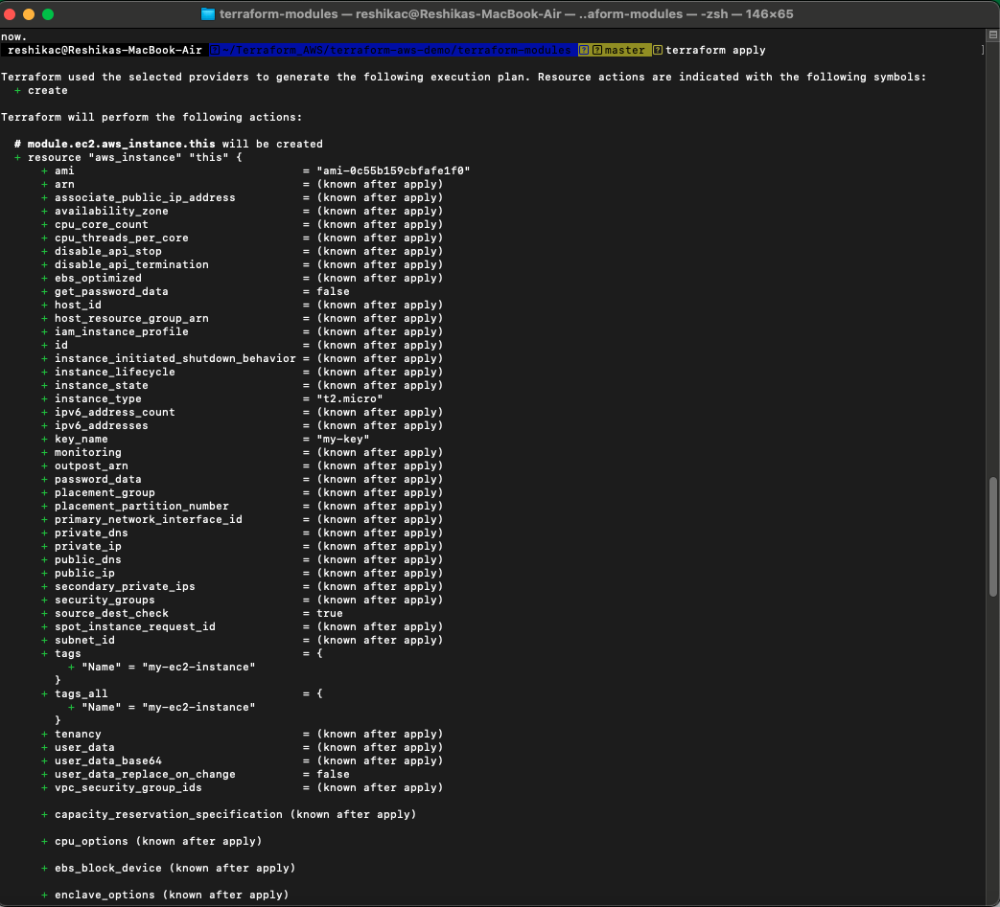 terraform-modules — reshikac@Reshikas-MacBook-Air — ..aform-modules — -zsh — 146×65
now.
reshikac@Reshikas-MacBook-Air ~/Terraform_AWS/terraform-aws-demo/terraform-modules master terraform apply ]
Terraform used the selected providers to generate the following execution plan. Resource actions are indicated with the following symbols:
+ create
Terraform will perform the following actions:
# module.ec2.aws_instance.this will be created
+ resource "aws_instance" "this" {
+ ami = "ami-0c55b159cbfafe1f0"
+ arn = (known after apply)
+ associate_public_ip_address = (known after apply)
+ availability_zone = (known after apply)
+ cpu_core_count = (known after apply)
+ cpu_threads_per_core = (known after apply)
+ disable_api_stop = (known after apply)
+ disable_api_termination = (known after apply)
+ ebs_optimized = (known after apply)
+ get_password_data = false
+ host_id = (known after apply)
+ host_resource_group_arn = (known after apply)
+ iam_instance_profile = (known after apply)
+ id = (known after apply)
+ instance_initiated_shutdown_behavior = (known after apply)
+ instance_lifecycle = (known after apply)
+ instance_state = (known after apply)
+ instance_type = "t2.micro"
+ ipv6_address_count = (known after apply)
+ ipv6_addresses = (known after apply)
+ key_name = "my-key"
+ monitoring = (known after apply)
+ outpost_arn = (known after apply)
+ password_data = (known after apply)
+ placement_group = (known after apply)
+ placement_partition_number = (known after apply)
+ primary_network_interface_id = (known after apply)
+ private_dns = (known after apply)
+ private_ip = (known after apply)
+ public_dns = (known after apply)
+ public_ip = (known after apply)
+ secondary_private_ips = (known after apply)
+ security_groups = (known after apply)
+ source_dest_check = true
+ spot_instance_request_id = (known after apply)
+ subnet_id = (known after apply)
+ tags = {
+ "Name" = "my-ec2-instance"
}
+ tags_all = {
+ "Name" = "my-ec2-instance"
}
+ tenancy = (known after apply)
+ user_data = (known after apply)
+ user_data_base64 = (known after apply)
+ user_data_replace_on_change = false
+ vpc_security_group_ids = (known after apply)
+ capacity_reservation_specification (known after apply)
+ cpu_options (known after apply)
+ ebs_block_device (known after apply)
+ enclave_options (known after apply)